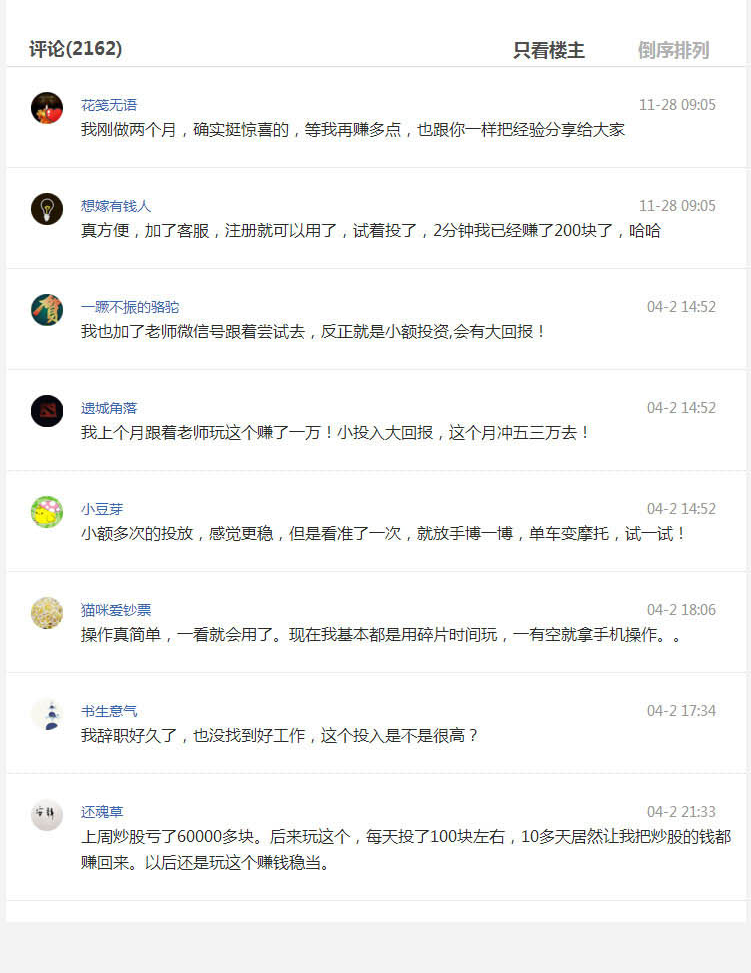 评论(2162) 只看楼主 倒序排列
花笺无语 11-28 09:05
我刚做两个月，确实挺惊喜的，等我再赚多点，也跟你一样把经验分享给大家
想嫁有钱人 11-28 09:05
真方便，加了客服，注册就可以用了，试着投了，2分钟我已经赚了200块了，哈哈
一蹶不振的骆驼 04-2 14:52
我也加了老师微信号跟着尝试去，反正就是小额投资,会有大回报！
遗城角落 04-2 14:52
我上个月跟着老师玩这个赚了一万！小投入大回报，这个月冲五三万去！
小豆芽 04-2 14:52
小额多次的投放，感觉更稳，但是看准了一次，就放手博一博，单车变摩托，试一试！
猫咪爱钞票 04-2 18:06
操作真简单，一看就会用了。现在我基本都是用碎片时间玩，一有空就拿手机操作。。
书生意气 04-2 17:34
我辞职好久了，也没找到好工作，这个投入是不是很高？
还魂草 04-2 21:33
上周炒股亏了60000多块。后来玩这个，每天投了100块左右，10多天居然让我把炒股的钱都
赚回来。以后还是玩这个赚钱稳当。